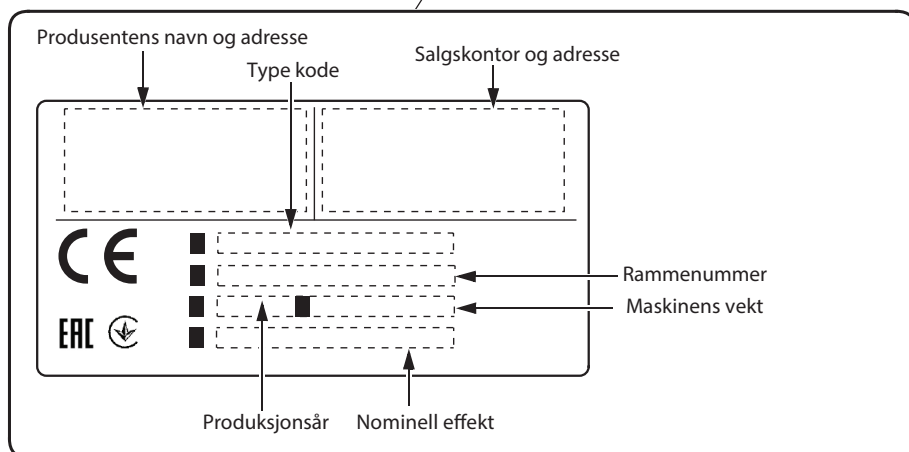 Produsentens navn og adresse
Type kode
Salgskontor og adresse
CE
Rammenummer
Maskinens vekt
EAC
Produksjonsår
Nominell effekt